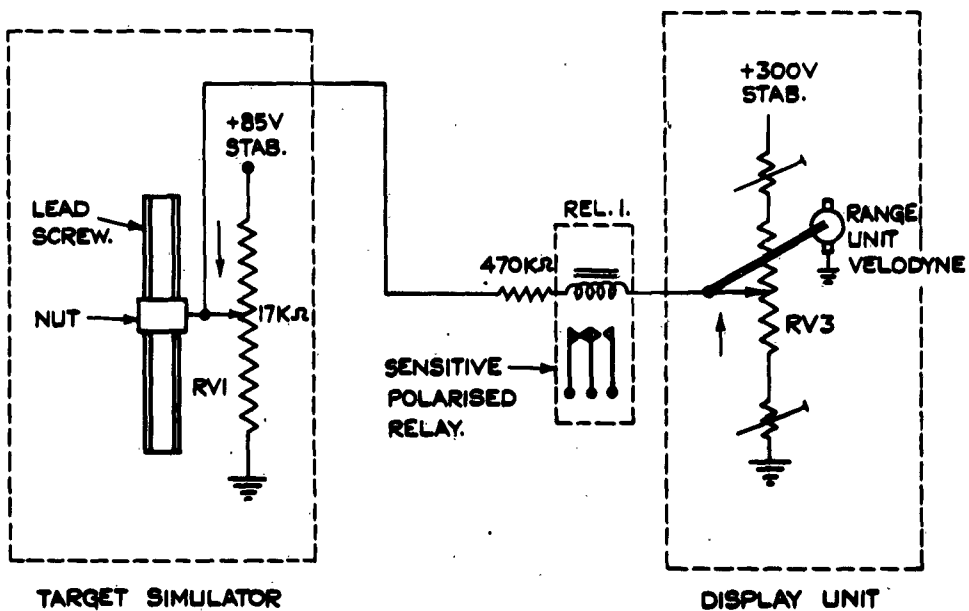 +85V
STAB.
LEAD
SCREW.
NUT
17KΩ
RV1
TARGET SIMULATOR
470KΩ
REL. 1.
SENSITIVE
POLARISED
RELAY.
+300V
STAB.
RANGE
UNIT
VELODYNE
RV3
DISPLAY UNIT